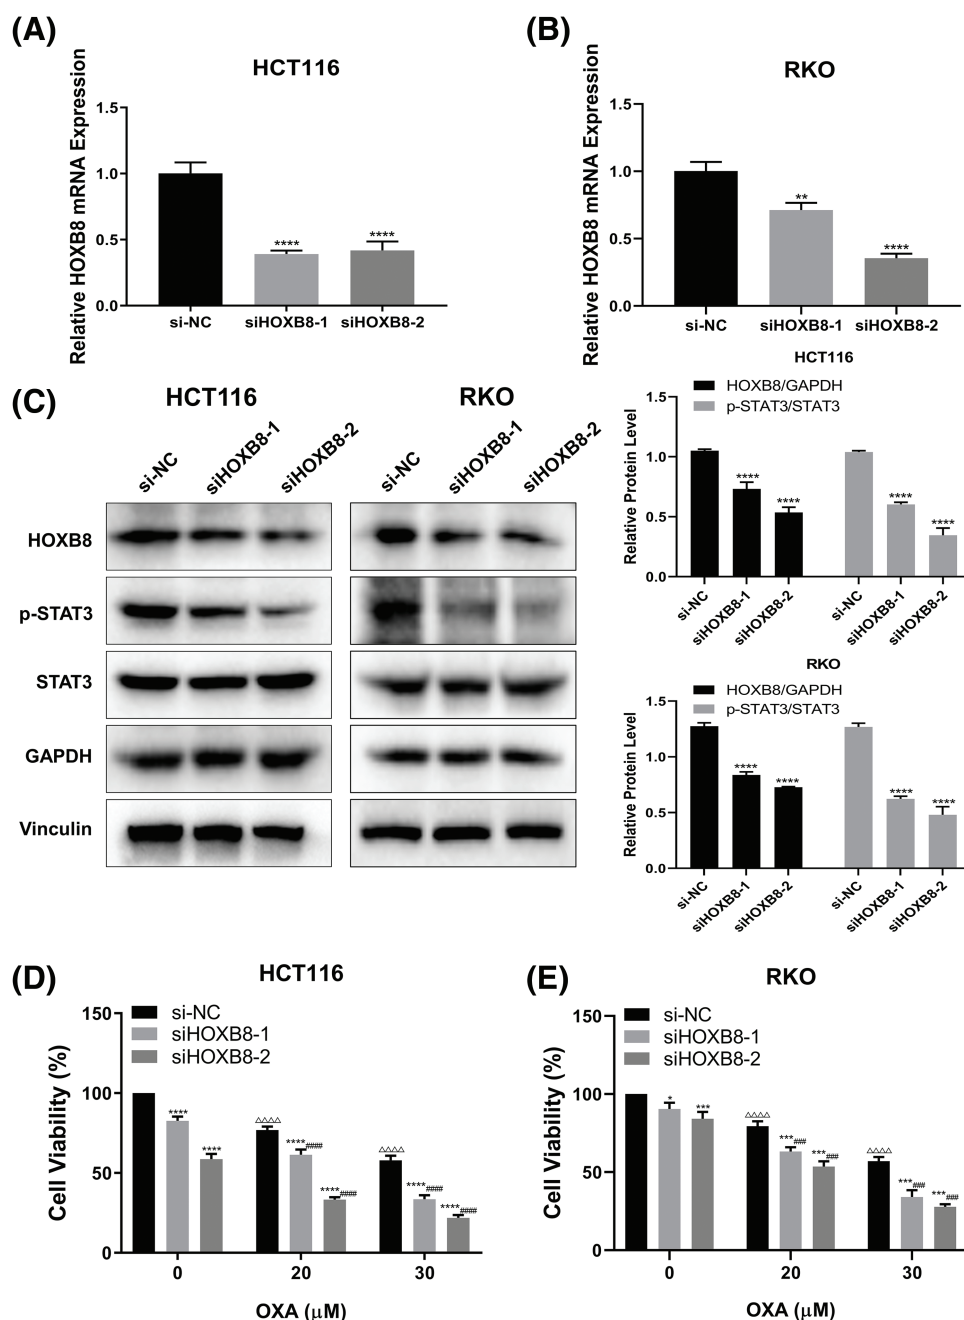 (A)
HCT116
Relative HOXB8 mRNA Expression
1.5
1.0
0.5
0.0
****
****
si-NC siHOXB8-1 siHOXB8-2
(B)
RKO
Relative HOXB8 mRNA Expression
1.5
1.0
0.5
0.0
**
****
si-NC siHOXB8-1 siHOXB8-2
(C)
HCT116 RKO
si-NC siHOXB8-1 siHOXB8-2 si-NC siHOXB8-1 siHOXB8-2
HOXB8
p-STAT3
STAT3
GAPDH
Vinculin
HCT116
HOXB8/GAPDH
p-STAT3/STAT3
Relative Protein Level
1.5
1.0
0.5
0.0
****
****
****
****
si-NC siHOXB8-1 siHOXB8-2 si-NC siHOXB8-1 siHOXB8-2
RKO
HOXB8/GAPDH
p-STAT3/STAT3
Relative Protein Level
1.5
1.0
0.5
0.0
****
****
****
****
si-NC siHOXB8-1 siHOXB8-2 si-NC siHOXB8-1 siHOXB8-2
(D)
HCT116
si-NC
siHOXB8-1
siHOXB8-2
Cell Viability (%)
150
100
50
0
****
****
△△△△
****####
****####
△△△△
****####
****####
0 20 30
OXA (μM)
(E)
RKO
si-NC
siHOXB8-1
siHOXB8-2
Cell Viability (%)
150
100
50
0
*
***
△△△△
***###
***###
△△△△
***###
***###
0 20 30
OXA (μM)